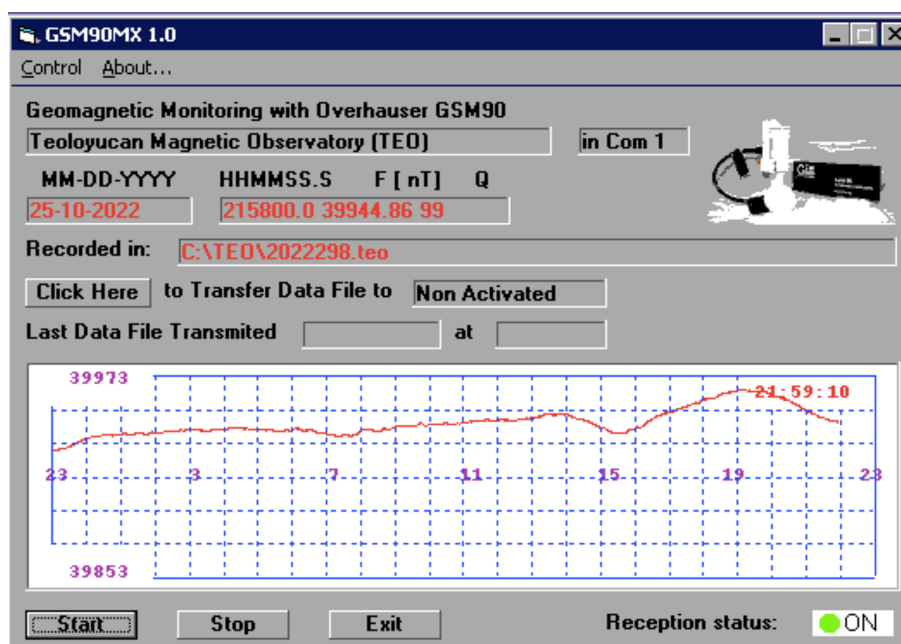 GSM90MX 1.0
Control About...
Geomagnetic Monitoring with Overhauser GSM90
Teoloyucan Magnetic Observatory (TEO) in Com 1
MM-DD-YYYY HHMMSS.S F [ nT] Q
25-10-2022 215800.0 39944.86 99
Recorded in: C:\TEO\2022298.teo
Click Here to Transfer Data File to Non Activated
Last Data File Transmited at
39973
21:59:10
23 3 7 11 15 19 23
39853
Start Stop Exit Reception status: ON